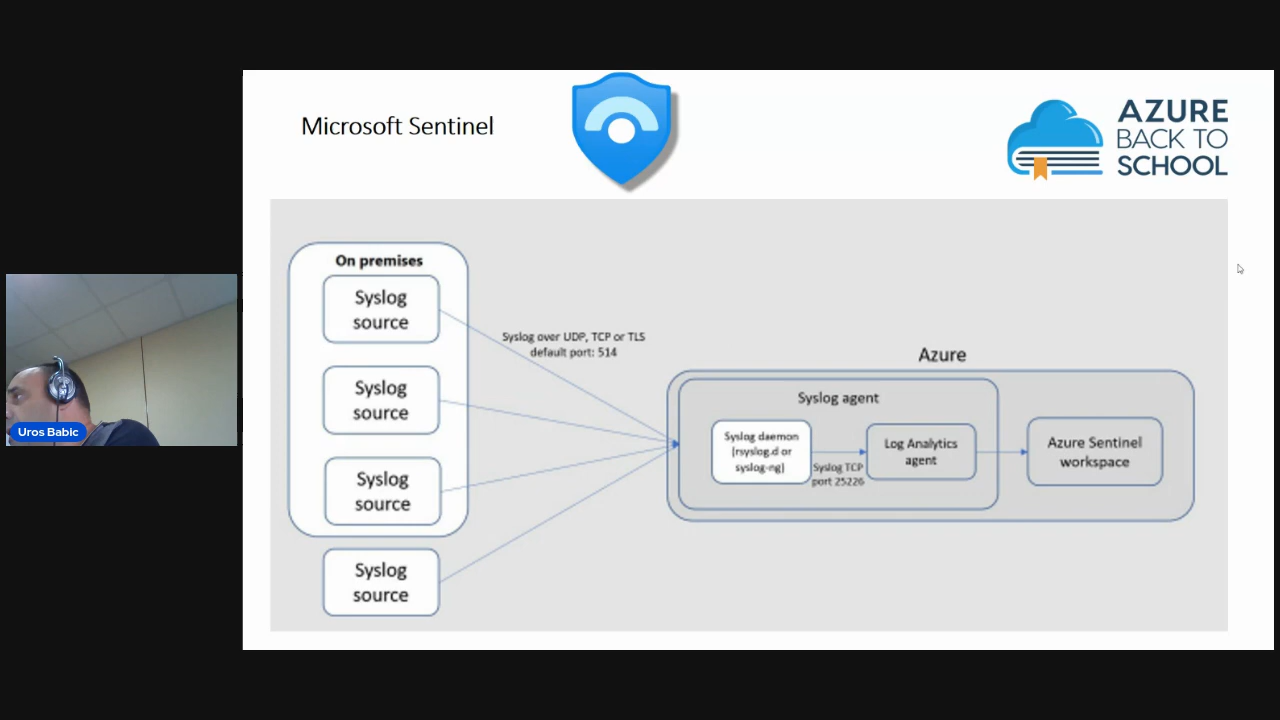 Microsoft Sentinel
AZURE
BACK TO
SCHOOL
On premises
Syslog
source
Syslog
source
Syslog
source
Syslog
source
Syslog over UDP, TCP or TLS
default port: 514
Azure
Syslog agent
Syslog daemon
(rsyslog.d or
syslog-ng)
Syslog TCP
port 25226
Log Analytics
agent
Azure Sentinel
workspace
Uros Babic